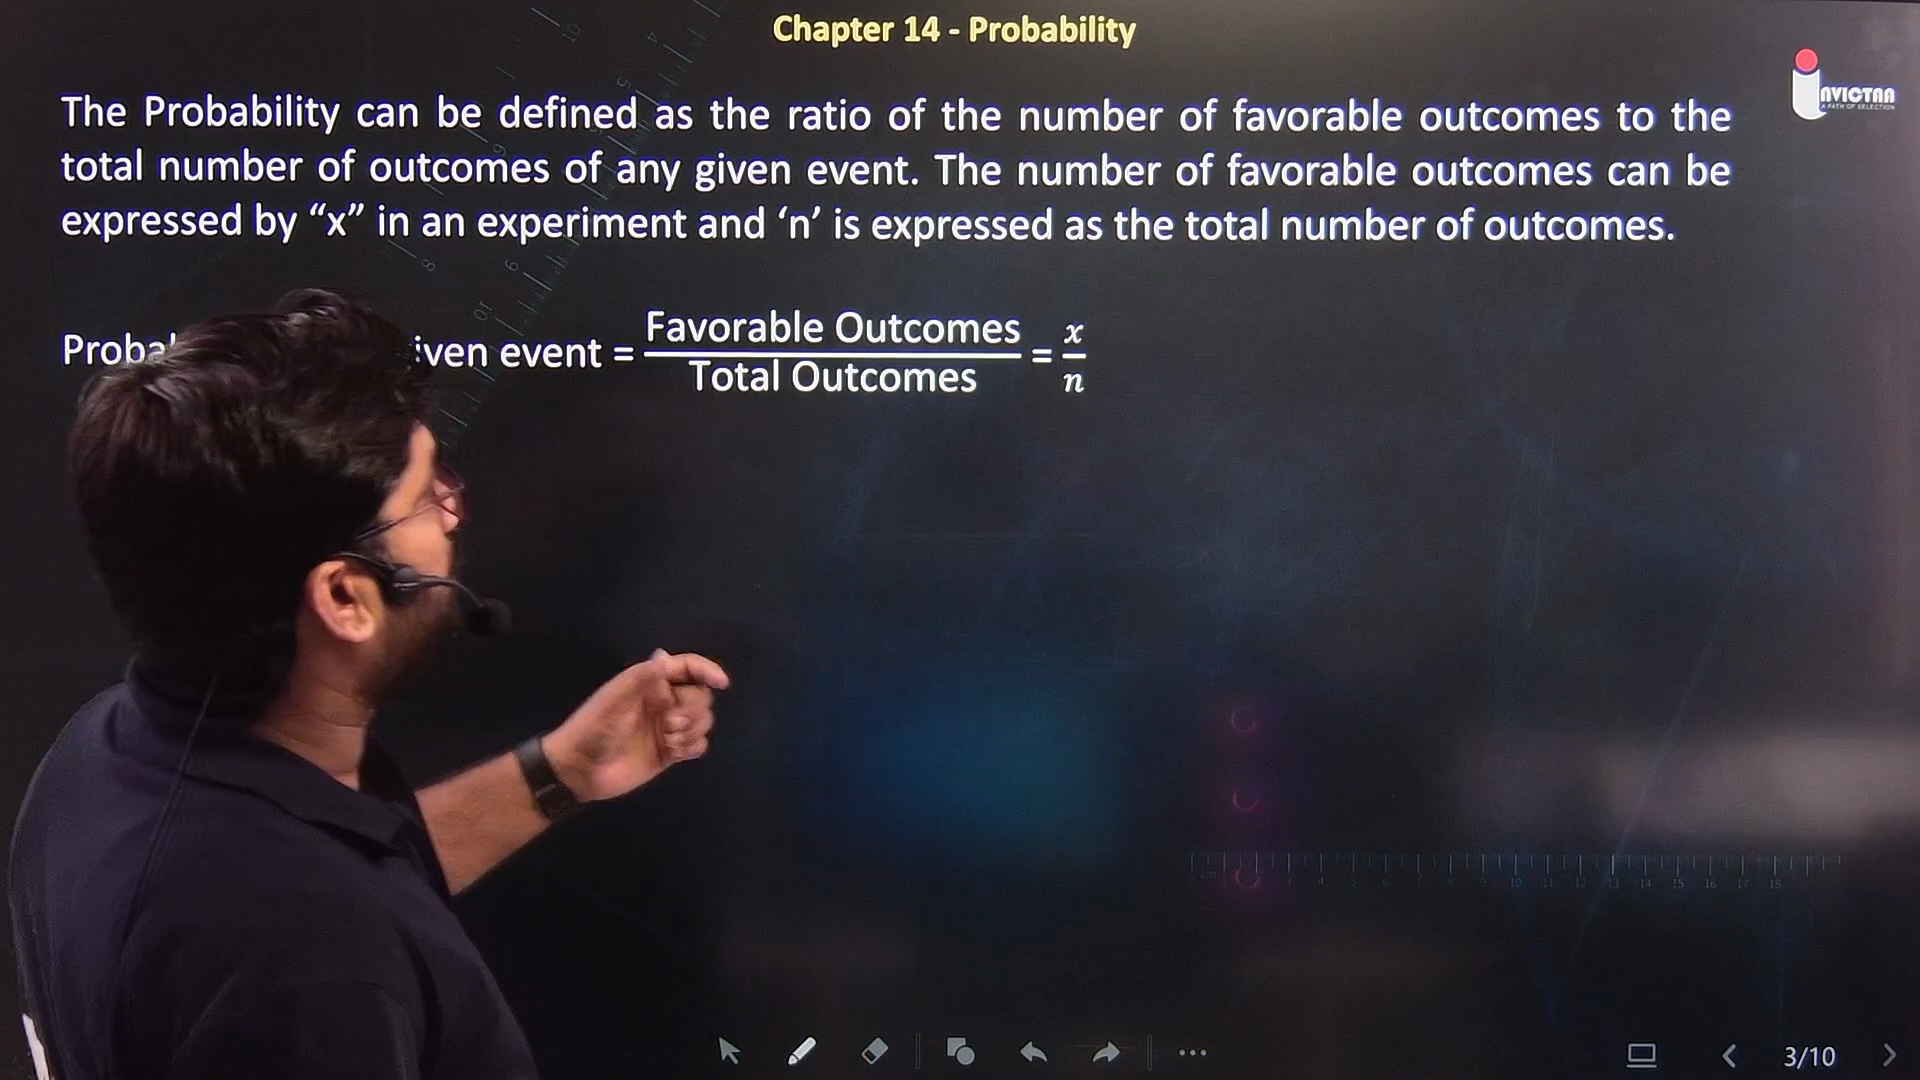 Chapter 14 - Probability
NVICTAA
A PATH OF SELECTION
The Probability can be defined as the ratio of the number of favorable outcomes to the
total number of outcomes of any given event. The number of favorable outcomes can be
expressed by “x” in an experiment and ‘n’ is expressed as the total number of outcomes.
Proba iven event = Favorable Outcomes / Total Outcomes = x / n
3/10